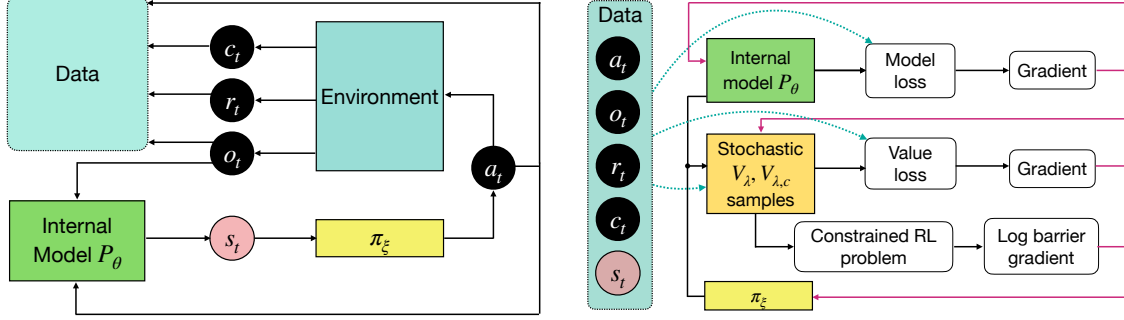 Data
c_t
r_t
o_t
Environment
a_t
Internal
Model P_θ
s_t
π_ξ
Data
a_t
o_t
r_t
c_t
s_t
Internal
model P_θ
Model
loss
Gradient
Stochastic
V_λ, V_λ,c
samples
Value
loss
Gradient
Constrained RL
problem
Log barrier
gradient
π_ξ